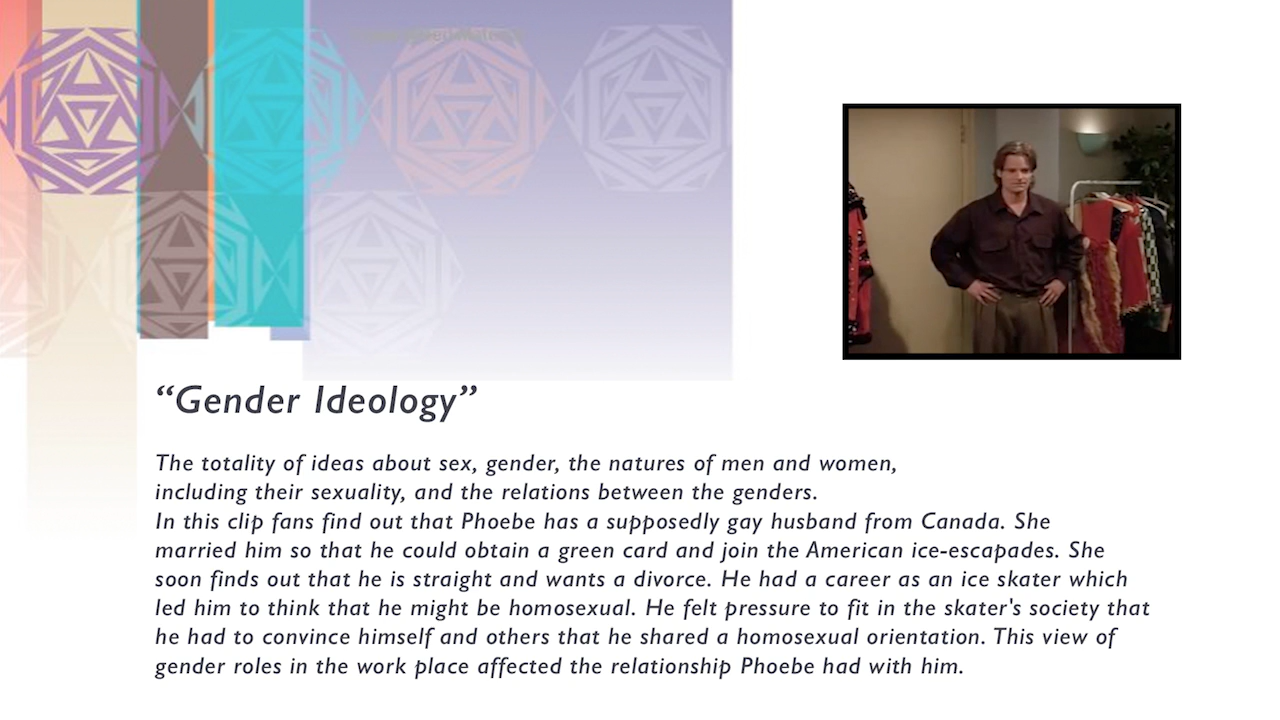 “Gender Ideology”
The totality of ideas about sex, gender, the natures of men and women,
including their sexuality, and the relations between the genders.
In this clip fans find out that Phoebe has a supposedly gay husband from Canada. She
married him so that he could obtain a green card and join the American ice-escapades. She
soon finds out that he is straight and wants a divorce. He had a career as an ice skater which
led him to think that he might be homosexual. He felt pressure to fit in the skater's society that
he had to convince himself and others that he shared a homosexual orientation. This view of
gender roles in the work place affected the relationship Phoebe had with him.